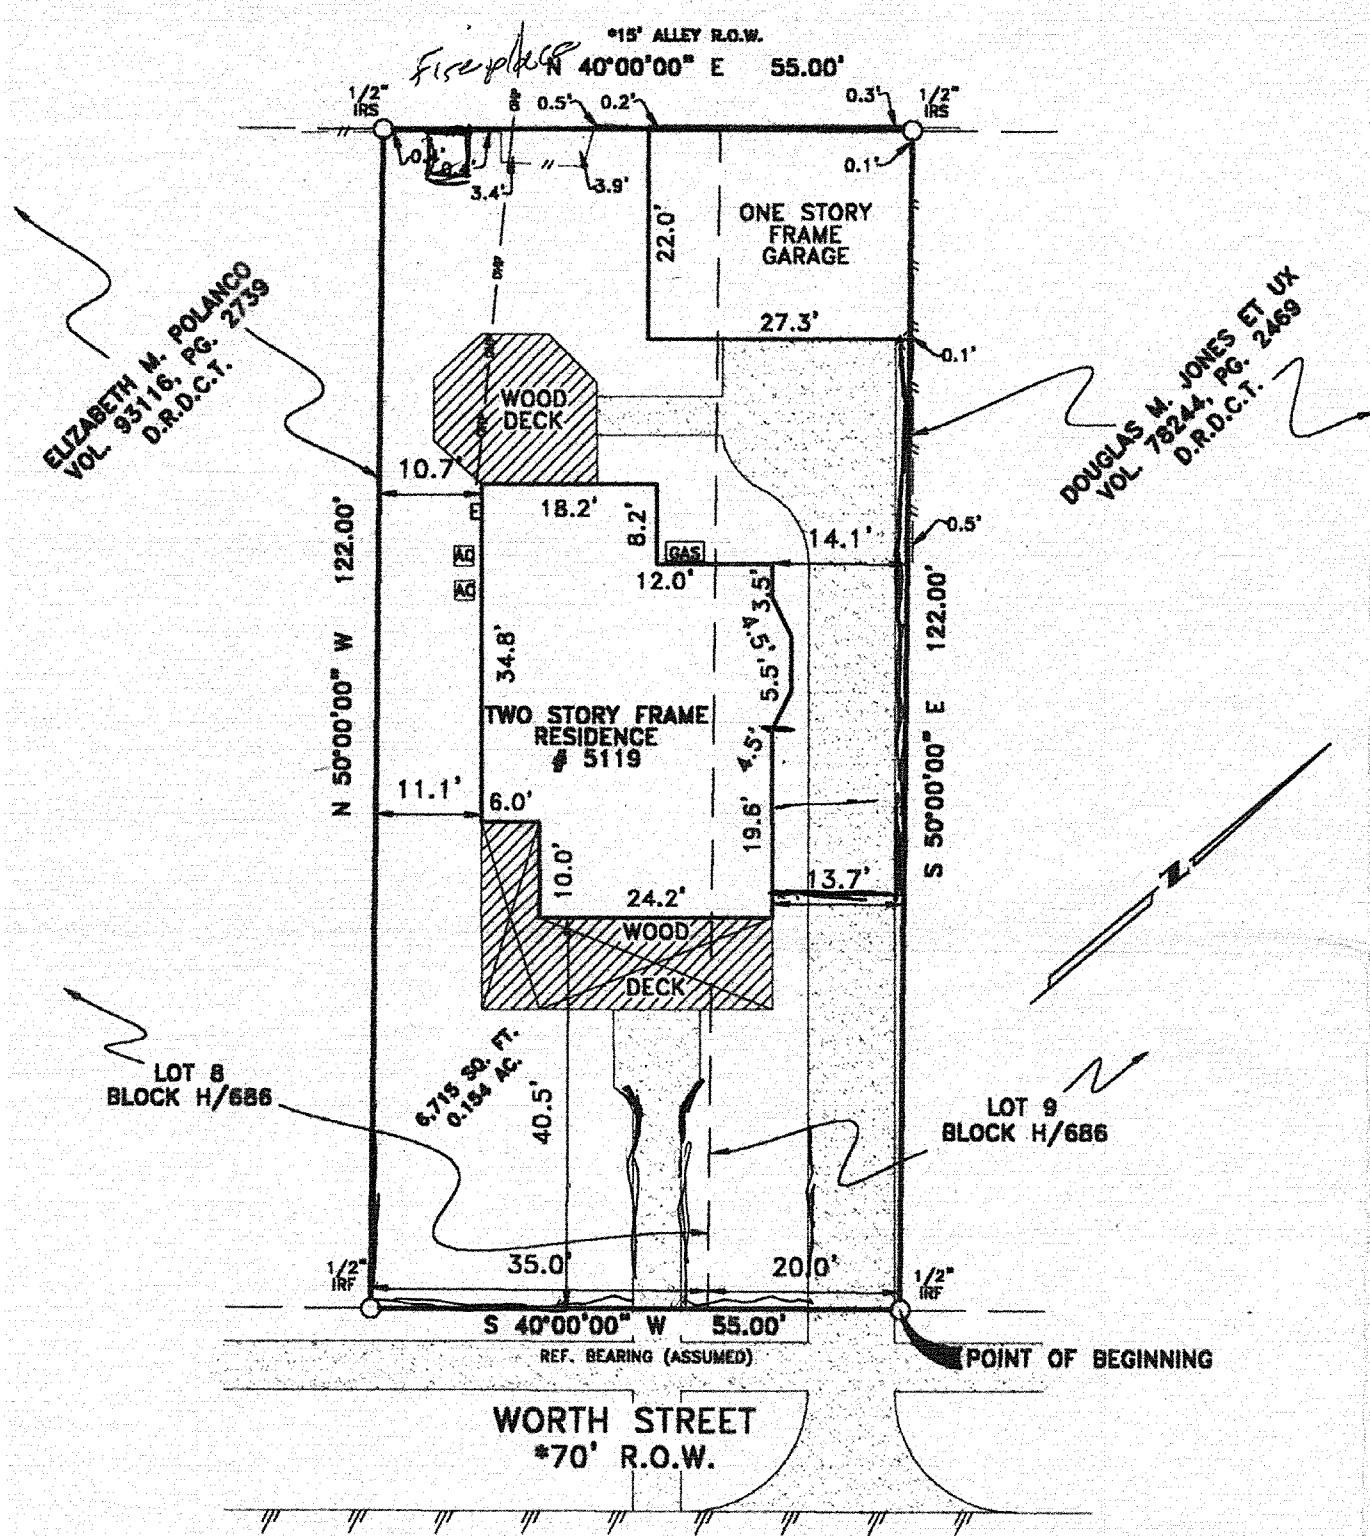 *15' ALLEY R.O.W.
Fireplace
N 40°00'00" E 55.00'
1/2"
IRS
0.5'
0.2'
0.3'
1/2"
IRS
0.1'
3.4'
3.9'
22.0'
ONE STORY
FRAME
GARAGE
27.3'
0.1'
OHP
OHP
ELIZABETH M. POLANCO
VOL. 93116, PG. 2739
D.R.D.C.T.
DOUGLAS M. JONES ET UX
VOL. 78244, PG. 2469
D.R.D.C.T.
WOOD
DECK
10.7'
18.2'
8.2'
E
AC
AC
GAS
12.0'
14.1'
0.5'
N 50°00'00" W 122.00'
S 50°00'00" E 122.00'
3.5'
4.5'
5.5'
4.5'
34.8'
TWO STORY FRAME
RESIDENCE
# 5119
11.1'
6.0'
10.0'
19.6'
13.7'
24.2'
WOOD
DECK
N
LOT 8
BLOCK H/686
6,715 SQ. FT.
0.154 AC.
40.5'
LOT 9
BLOCK H/686
35.0'
20.0'
1/2"
IRF
1/2"
IRF
S 40°00'00" W 55.00'
REF. BEARING (ASSUMED)
POINT OF BEGINNING
WORTH STREET
*70' R.O.W.